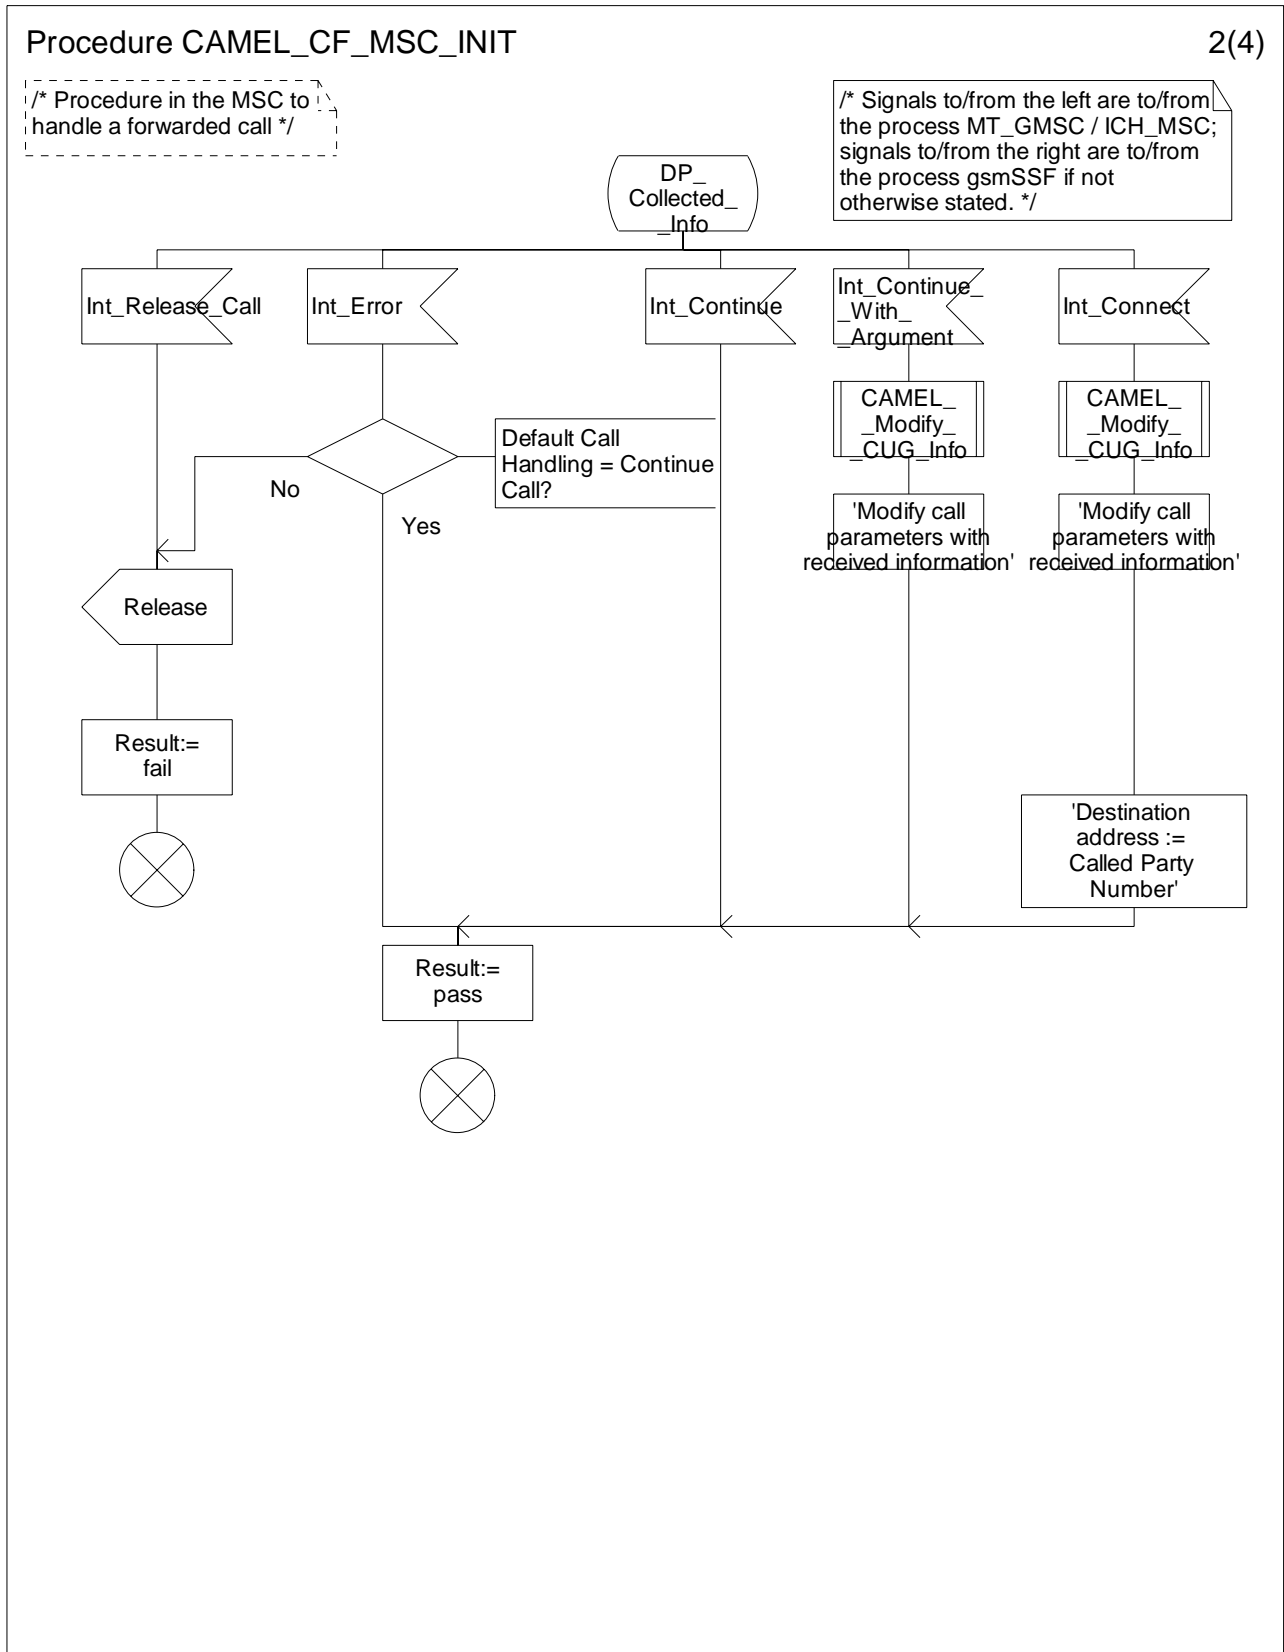 Procedure CAMEL_CF_MSC_INIT
2(4)
/* Procedure in the MSC to
handle a forwarded call */
/* Signals to/from the left are to/from
the process MT_GMSC / ICH_MSC;
signals to/from the right are to/from
the process gsmSSF if not
otherwise stated. */
DP_
Collected_
_Info
Int_Release_Call
Int_Error
Int_Continue
Int_Continue_
_With_
_Argument
Int_Connect
CAMEL_
_Modify_
_CUG_Info
CAMEL_
_Modify_
_CUG_Info
Default Call
Handling = Continue
Call?
No
Yes
'Modify call
parameters with
received information'
'Modify call
parameters with
received information'
Release
Result:=
fail
'Destination
address :=
Called Party
Number'
Result:=
pass